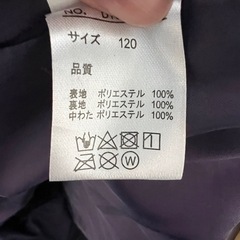 NO.
サイズ 120
品質
表地 ポリエステル 100%
裏地 ポリエステル 100%
中わた ポリエステル 100%